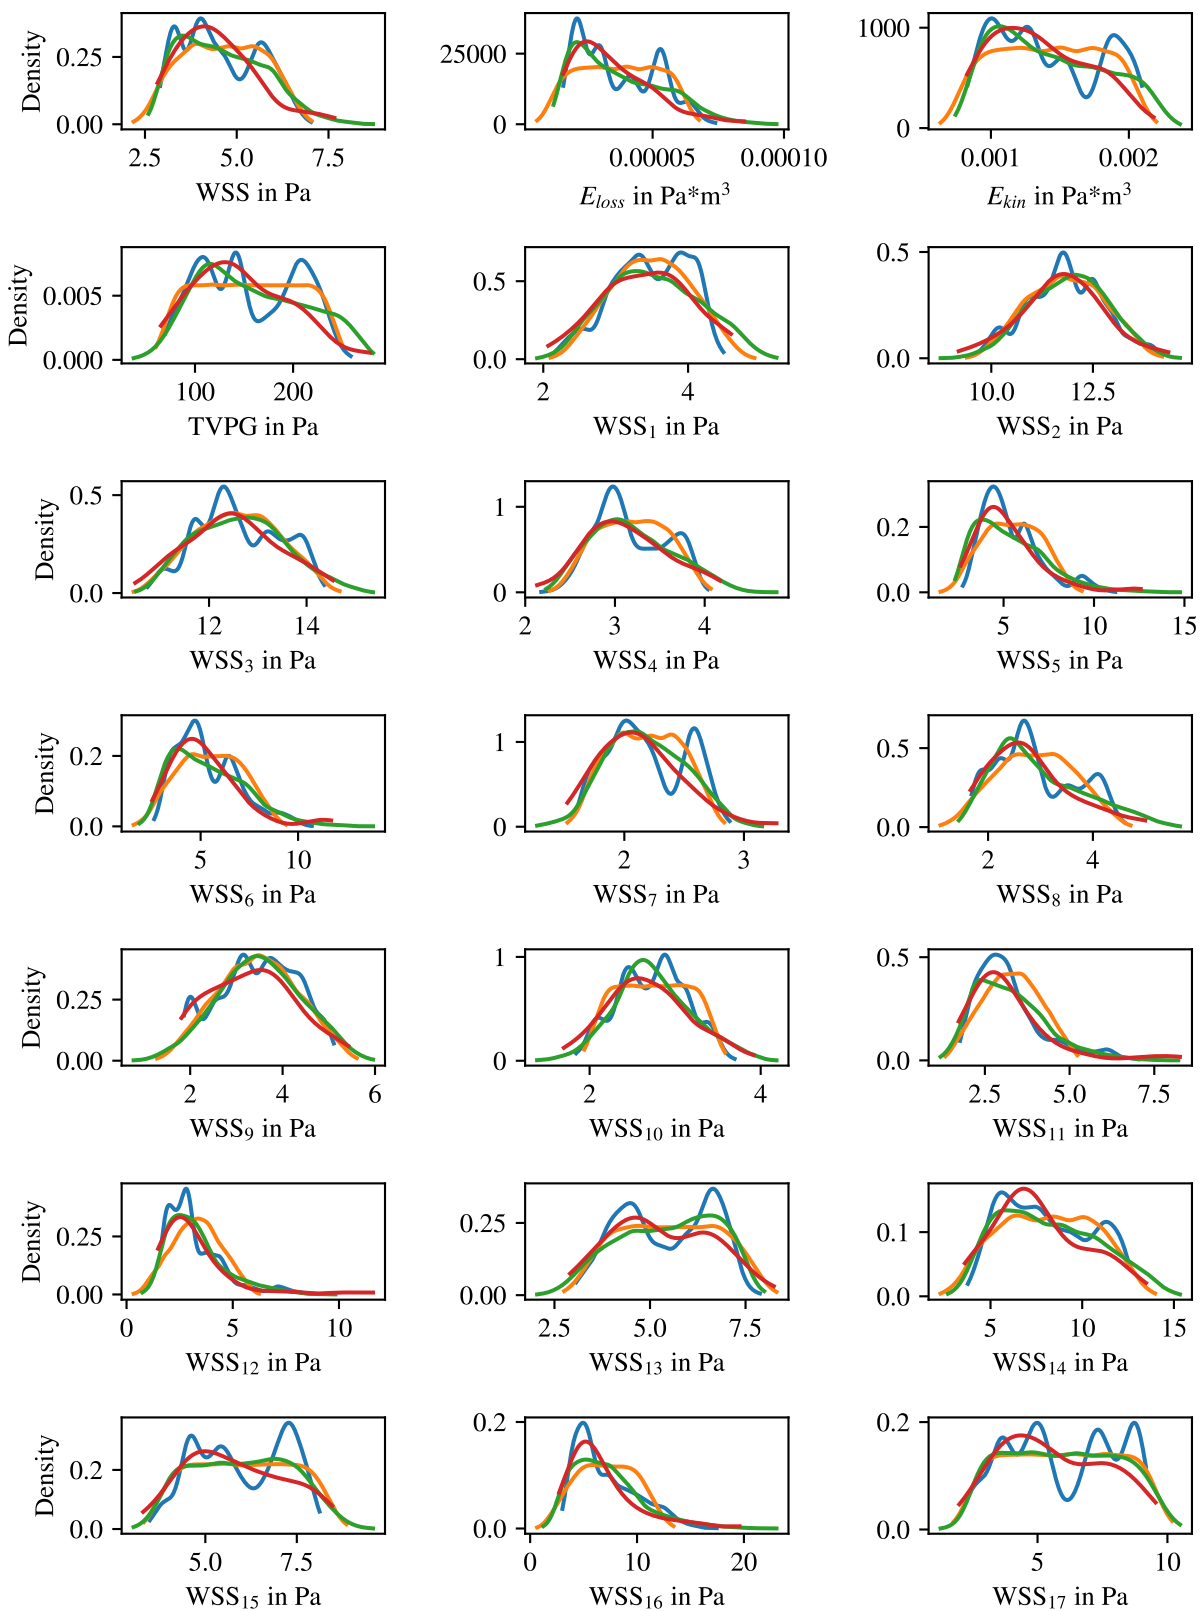 Density
0.25
0.00
2.5 5.0 7.5
WSS in Pa
25000
0
0.00005 0.00010
E_loss in Pa*m³
1000
0
0.001 0.002
E_kin in Pa*m³
Density
0.005
0.000
100 200
TVPG in Pa
0.5
0.0
2 4
WSS₁ in Pa
0.5
0.0
10.0 12.5
WSS₂ in Pa
Density
0.5
0.0
12 14
WSS₃ in Pa
1
0
2 3 4
WSS₄ in Pa
0.2
0.0
5 10 15
WSS₅ in Pa
Density
0.2
0.0
5 10
WSS₆ in Pa
1
0
2 3
WSS₇ in Pa
0.5
0.0
2 4
WSS₈ in Pa
Density
0.25
0.00
2 4 6
WSS₉ in Pa
1
0
2 4
WSS₁₀ in Pa
0.5
0.0
2.5 5.0 7.5
WSS₁₁ in Pa
Density
0.25
0.00
0 5 10
WSS₁₂ in Pa
0.25
0.00
2.5 5.0 7.5
WSS₁₃ in Pa
0.1
0.0
5 10 15
WSS₁₄ in Pa
Density
0.2
0.0
5.0 7.5
WSS₁₅ in Pa
0.2
0.0
0 10 20
WSS₁₆ in Pa
0.2
0.0
5 10
WSS₁₇ in Pa